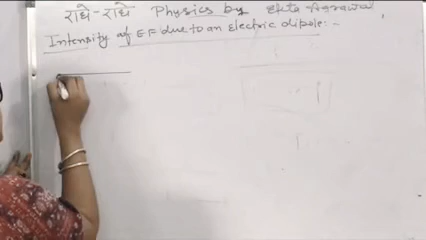 राधे-राधे Physics by Ekta Agrawal
Intensity of EF due to an electric dipole:-